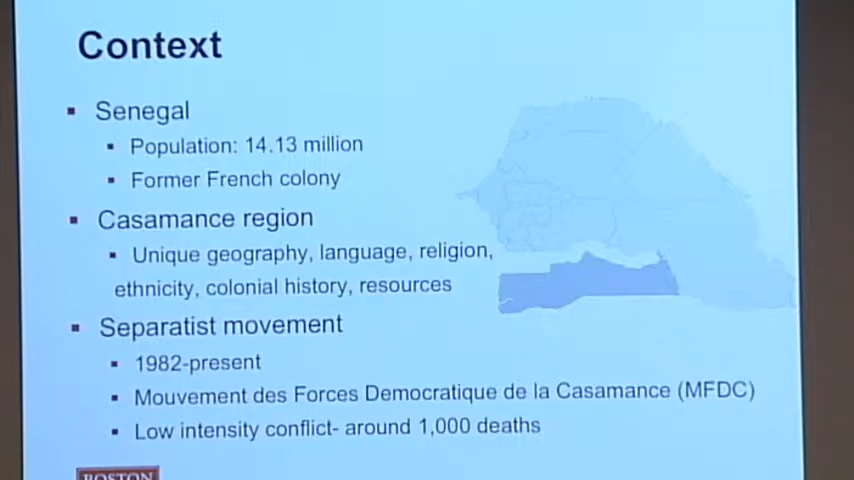 Context
Senegal
Population: 14.13 million
Former French colony
Casamance region
Unique geography, language, religion,
ethnicity, colonial history, resources
Separatist movement
1982-present
Mouvement des Forces Democratique de la Casamance (MFDC)
Low intensity conflict- around 1,000 deaths
BOSTON